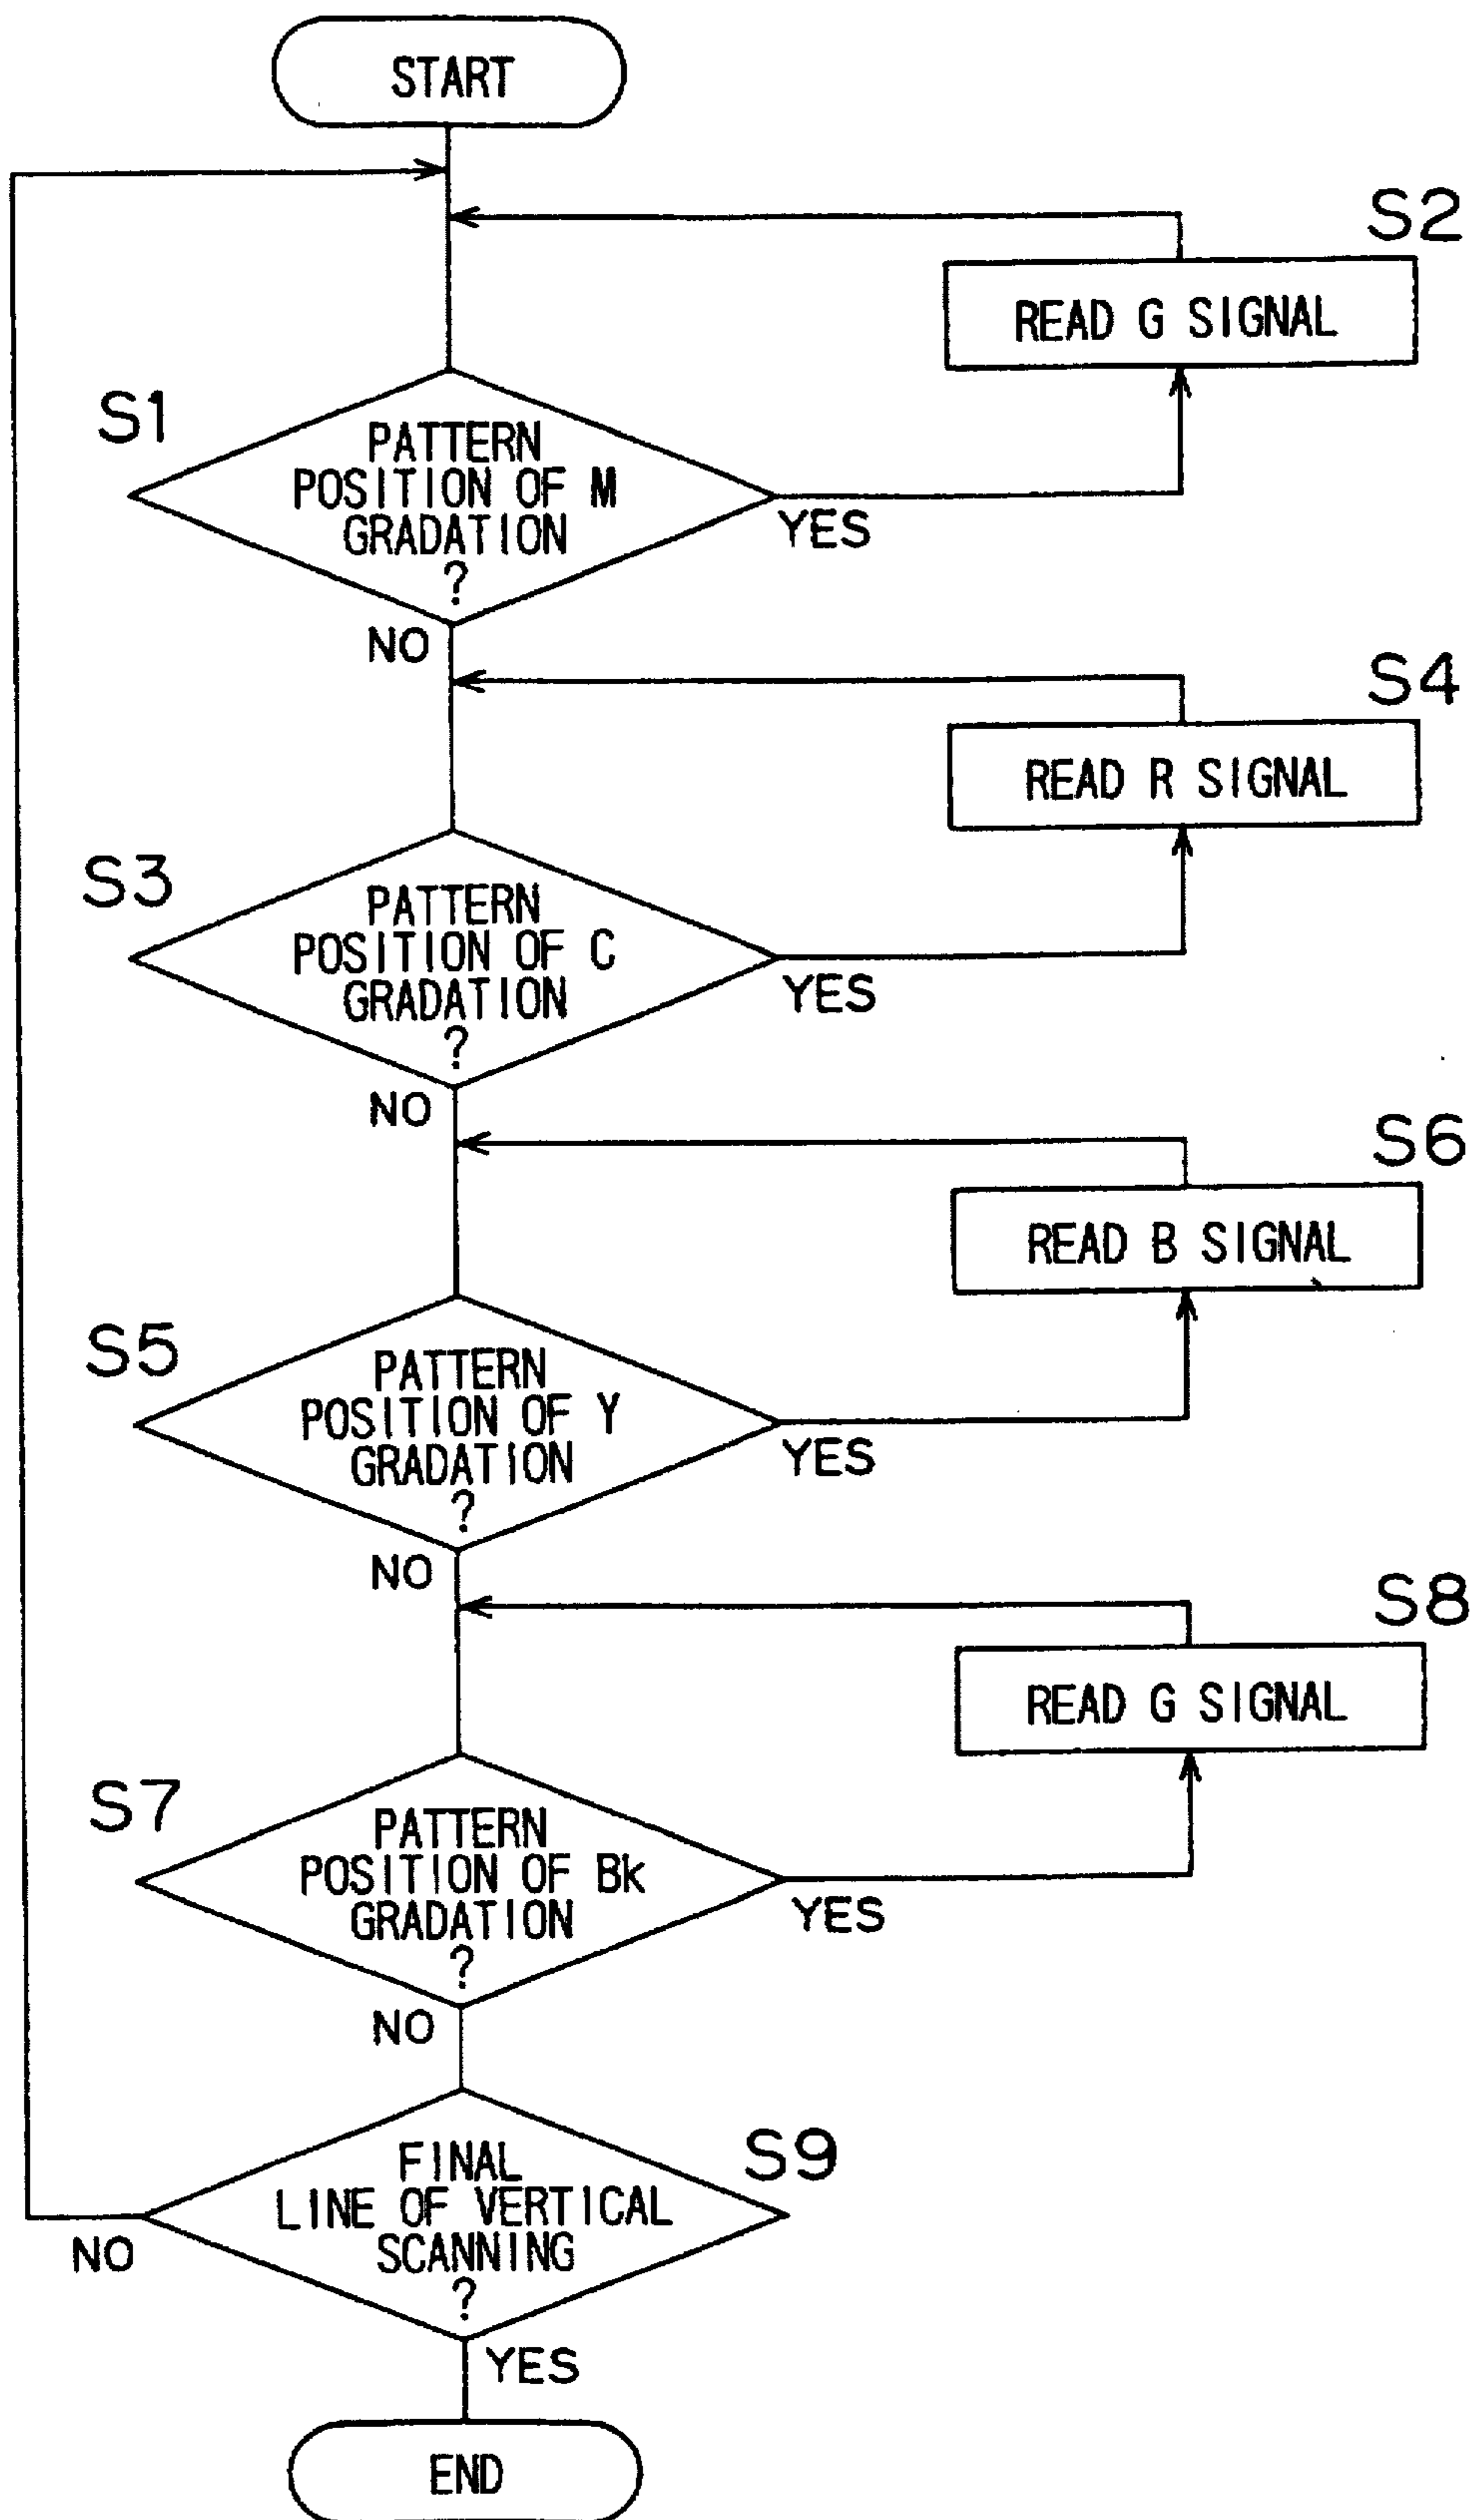 START
S2
READ G SIGNAL
S1
PATTERN
POSITION OF M
GRADATION
?
YES
NO
S4
READ R SIGNAL
S3
PATTERN
POSITION OF C
GRADATION
?
YES
NO
S6
READ B SIGNAL
S5
PATTERN
POSITION OF Y
GRADATION
?
YES
NO
S8
READ G SIGNAL
S7
PATTERN
POSITION OF Bk
GRADATION
?
YES
NO
S9
FINAL
LINE OF VERTICAL
SCANNING
?
NO
YES
END